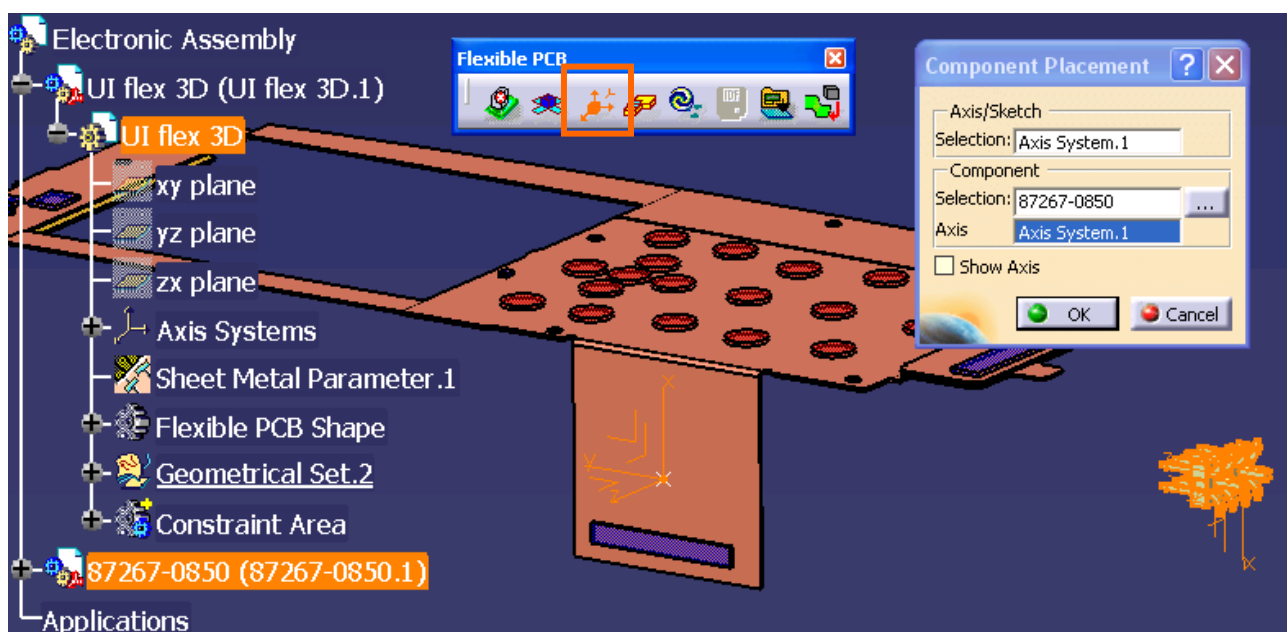 Electronic Assembly
UI flex 3D (UI flex 3D.1)
UI flex 3D
xy plane
yz plane
zx plane
Axis Systems
Sheet Metal Parameter.1
Flexible PCB Shape
Geometrical Set.2
Constraint Area
87267-0850 (87267-0850.1)
Applications
Flexible PCB
IDF
x
y
z
Component Placement
Axis/Sketch
Selection: Axis System.1
Component
Selection: 87267-0850 ...
Axis Axis System.1
Show Axis
OK Cancel